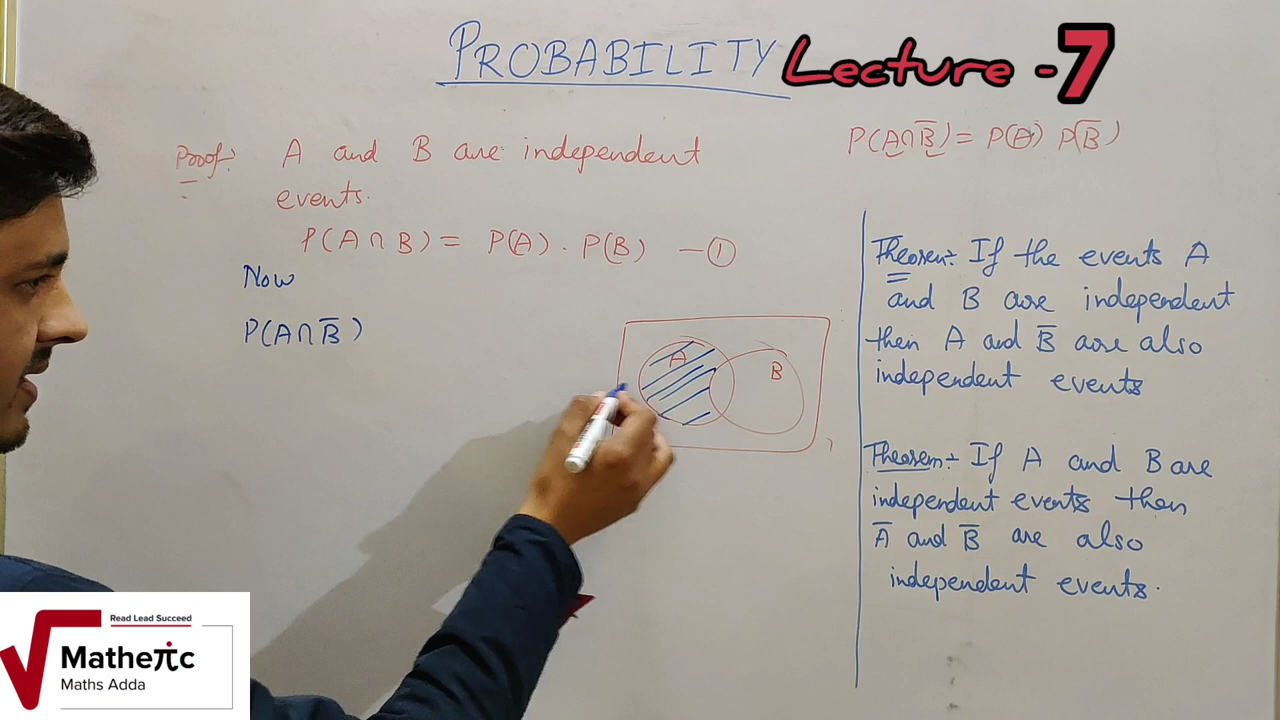 PROBABILITY Lecture -7
Proof:- A and B are independent
events.
P(A∩B) = P(A) . P(B) —①
Now
P(A∩B̅)
A
B
P(A∩B̅) = P(A) P(B̅)
Theorem:- If the events A
and B are independent
then A and B̅ are also
independent events
Theorem:- If A and B are
independent events then
A̅ and B̅ are also
independent events.
Read Lead Succeed
Matheπc
Maths Adda